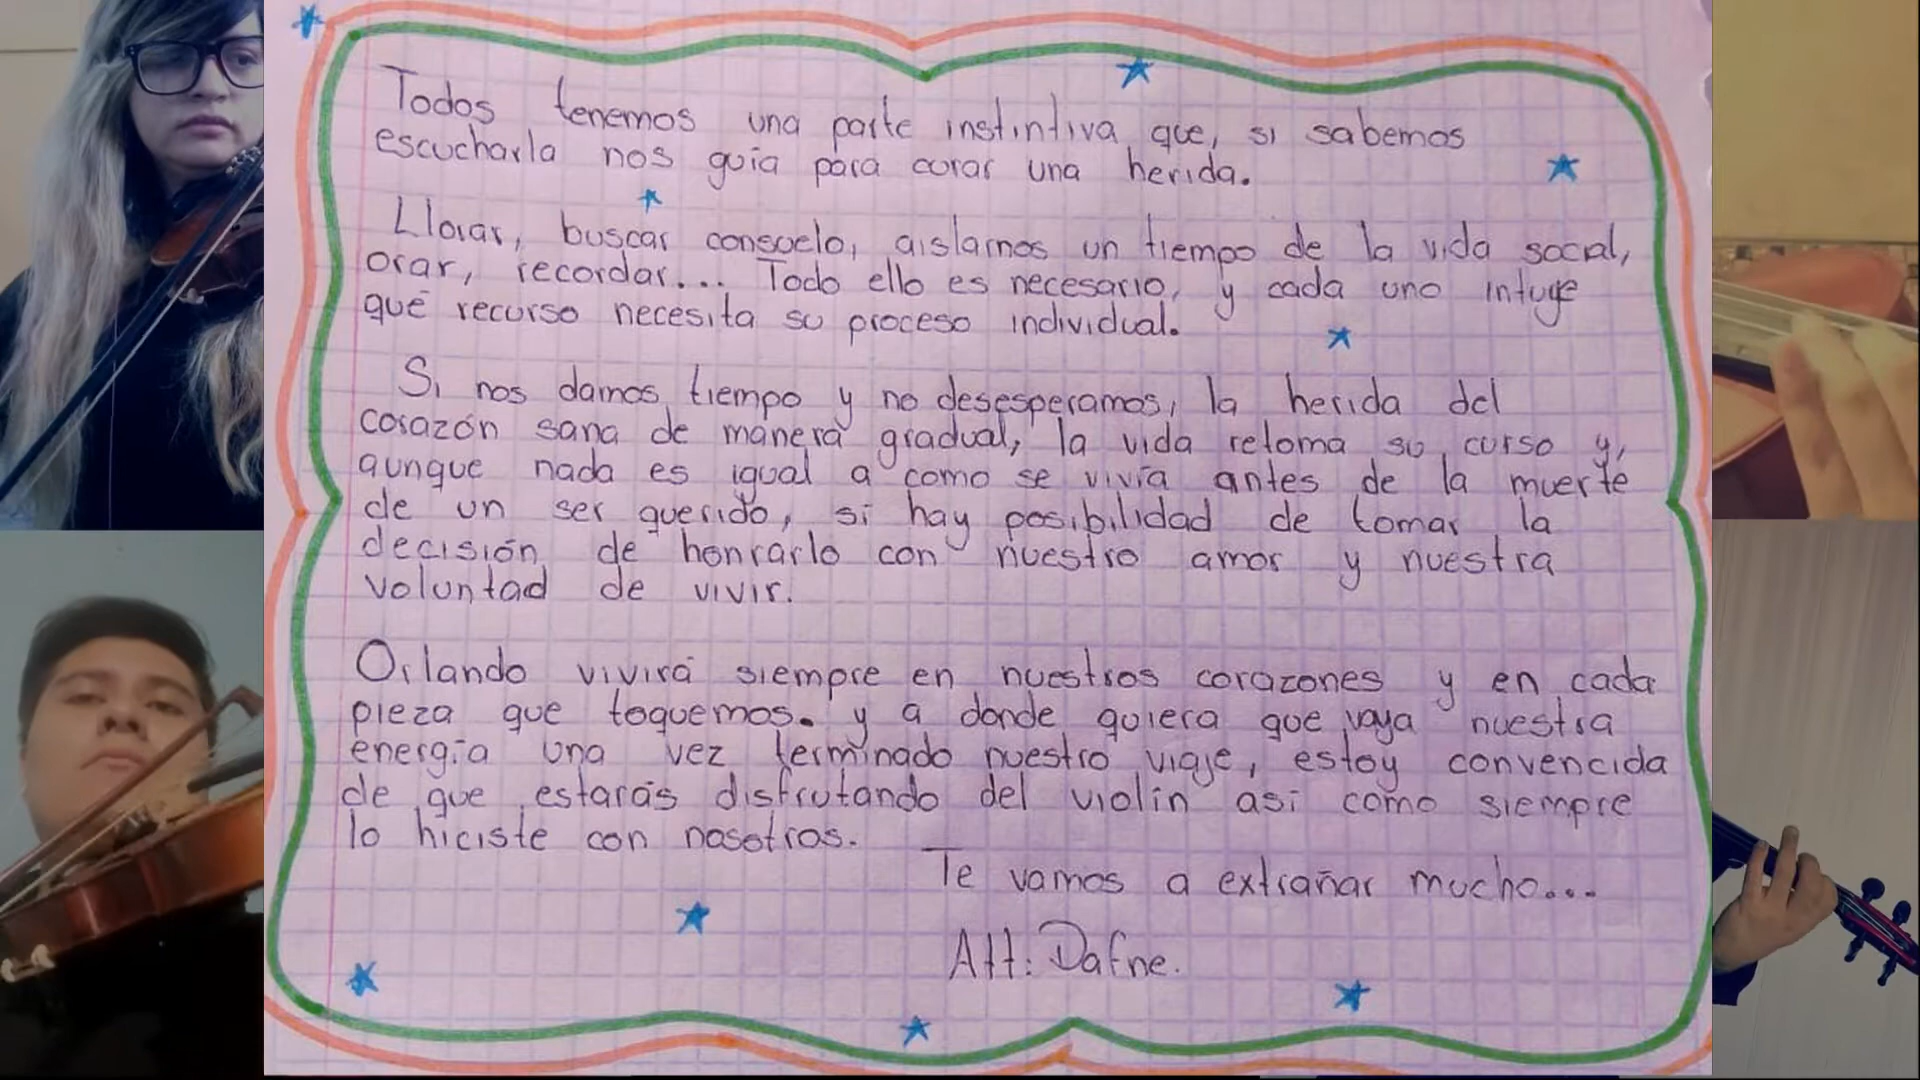 Todos tenemos una parte instintiva que, si sabemos
escucharla nos guía para curar una herida.
Llorar, buscar consuelo, aislarnos un tiempo de la vida social,
orar, recordar... Todo ello es necesario, y cada uno intuye
qué recurso necesita su proceso individual.
Si nos damos tiempo y no desesperamos, la herida del
corazón sana de manera gradual, la vida retoma su curso y,
aunque nada es igual a como se vivía antes de la muerte
de un ser querido, sí hay posibilidad de tomar la
decisión de honrarlo con nuestro amor y nuestra
voluntad de vivir.
Orlando vivirá siempre en nuestros corazones y en cada
pieza que toquemos. y a donde quiera que vaya nuestra
energía una vez terminado nuestro viaje, estoy convencida
de que estarás disfrutando del violín así como siempre
lo hiciste con nosotros.
Te vamos a extrañar mucho...
Att: Dafne.